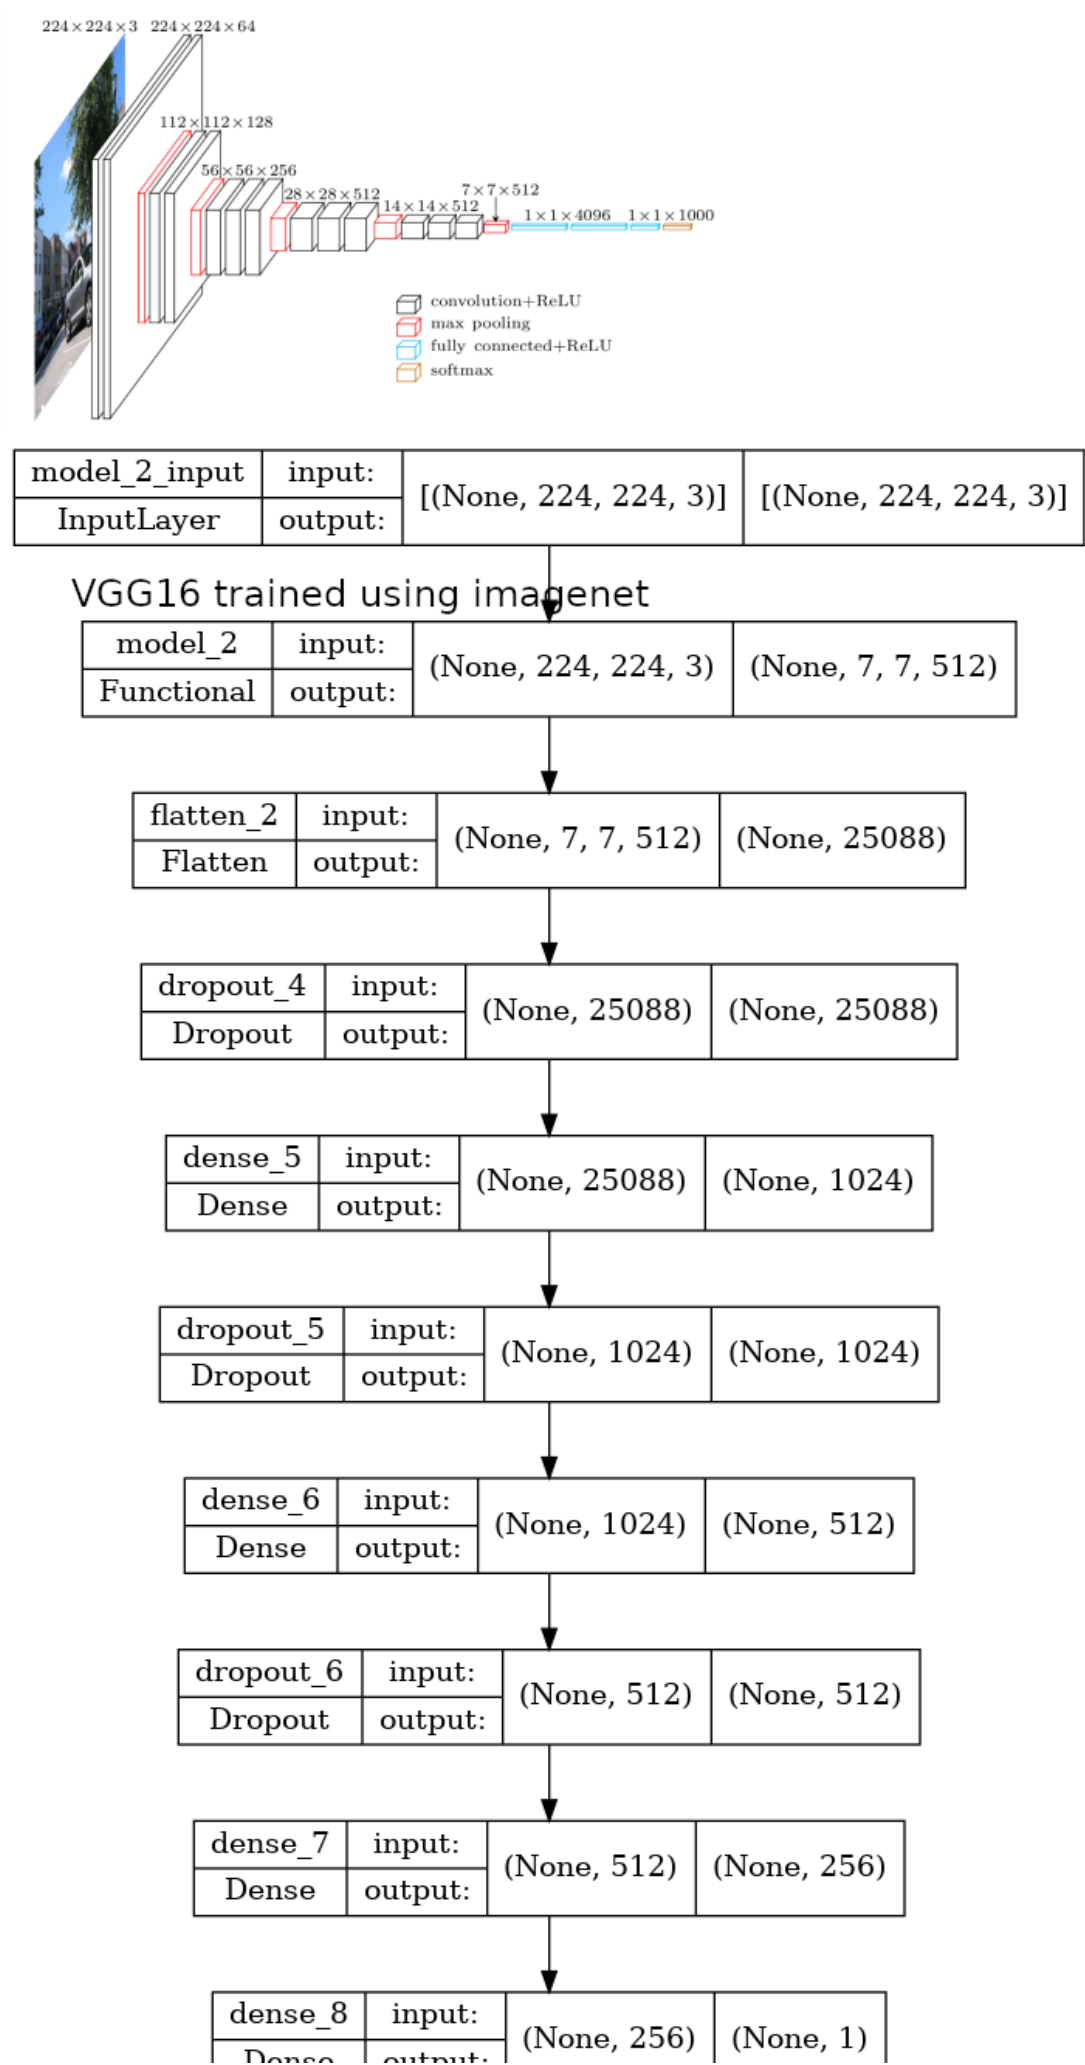 224×224×3 224×224×64
112×112×128
56×56×256
28×28×512
14×14×512
7×7×512
1×1×4096 1×1×1000
convolution+ReLU
max pooling
fully connected+ReLU
softmax
model_2_input input: [(None, 224, 224, 3)] [(None, 224, 224, 3)]
InputLayer output:
VGG16 trained using imagenet
model_2 input: (None, 224, 224, 3) (None, 7, 7, 512)
Functional output:
flatten_2 input: (None, 7, 7, 512) (None, 25088)
Flatten output:
dropout_4 input: (None, 25088) (None, 25088)
Dropout output:
dense_5 input: (None, 25088) (None, 1024)
Dense output:
dropout_5 input: (None, 1024) (None, 1024)
Dropout output:
dense_6 input: (None, 1024) (None, 512)
Dense output:
dropout_6 input: (None, 512) (None, 512)
Dropout output:
dense_7 input: (None, 512) (None, 256)
Dense output:
dense_8 input: (None, 256) (None, 1)
Dense output: